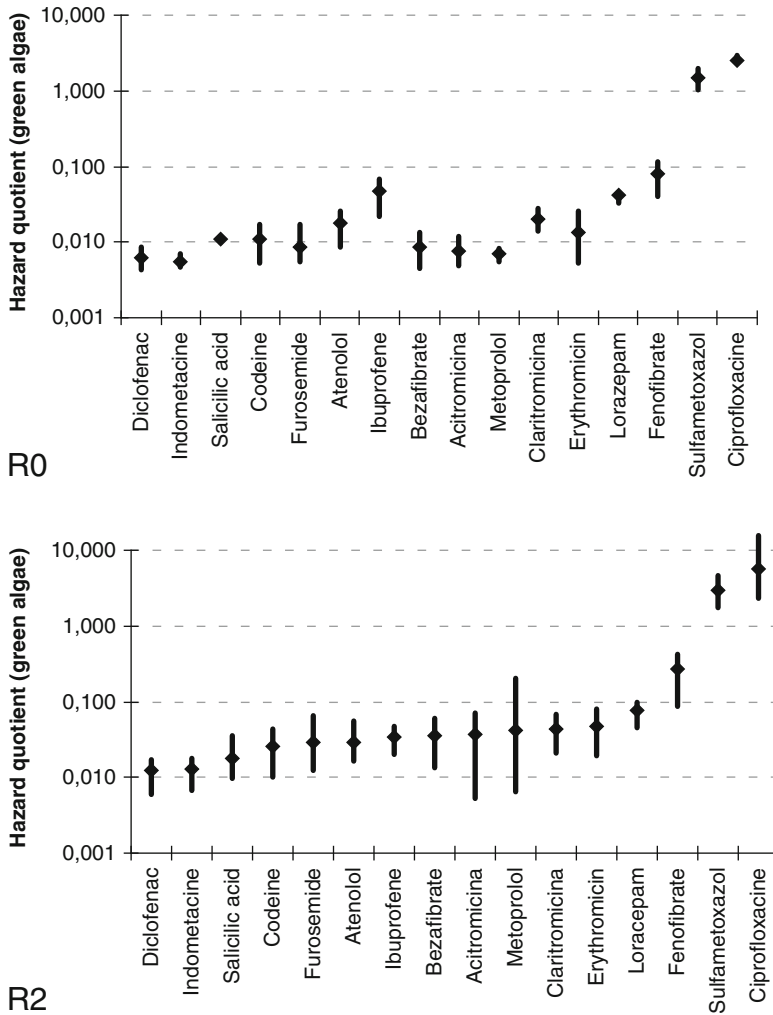 Hazard quotient (green algae)
10,000
1,000
0,100
0,010
0,001
Diclofenac
Indometacine
Salicilic acid
Codeine
Furosemide
Atenolol
Ibuprofene
Bezafibrate
Acitromicina
Metoprolol
Claritromicina
Erythromicin
Lorazepam
Fenofibrate
Sulfametoxazol
Ciprofloxacine
R0
Hazard quotient (green algae)
10,000
1,000
0,100
0,010
0,001
Diclofenac
Indometacine
Salicilic acid
Codeine
Furosemide
Atenolol
Ibuprofene
Bezafibrate
Acitromicina
Metoprolol
Claritromicina
Erythromicin
Loracepam
Fenofibrate
Sulfametoxazol
Ciprofloxacine
R2